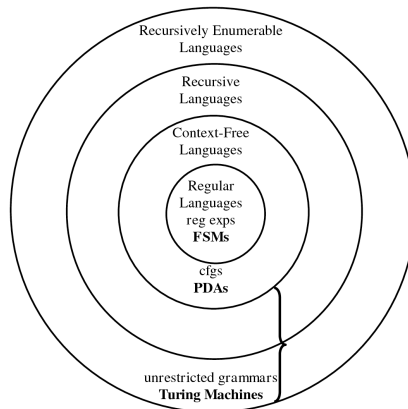 Recursively Enumerable
Languages
Recursive
Languages
Context-Free
Languages
Regular
Languages
reg exps
FSMs
cfgs
PDAs
unrestricted grammars
Turing Machines